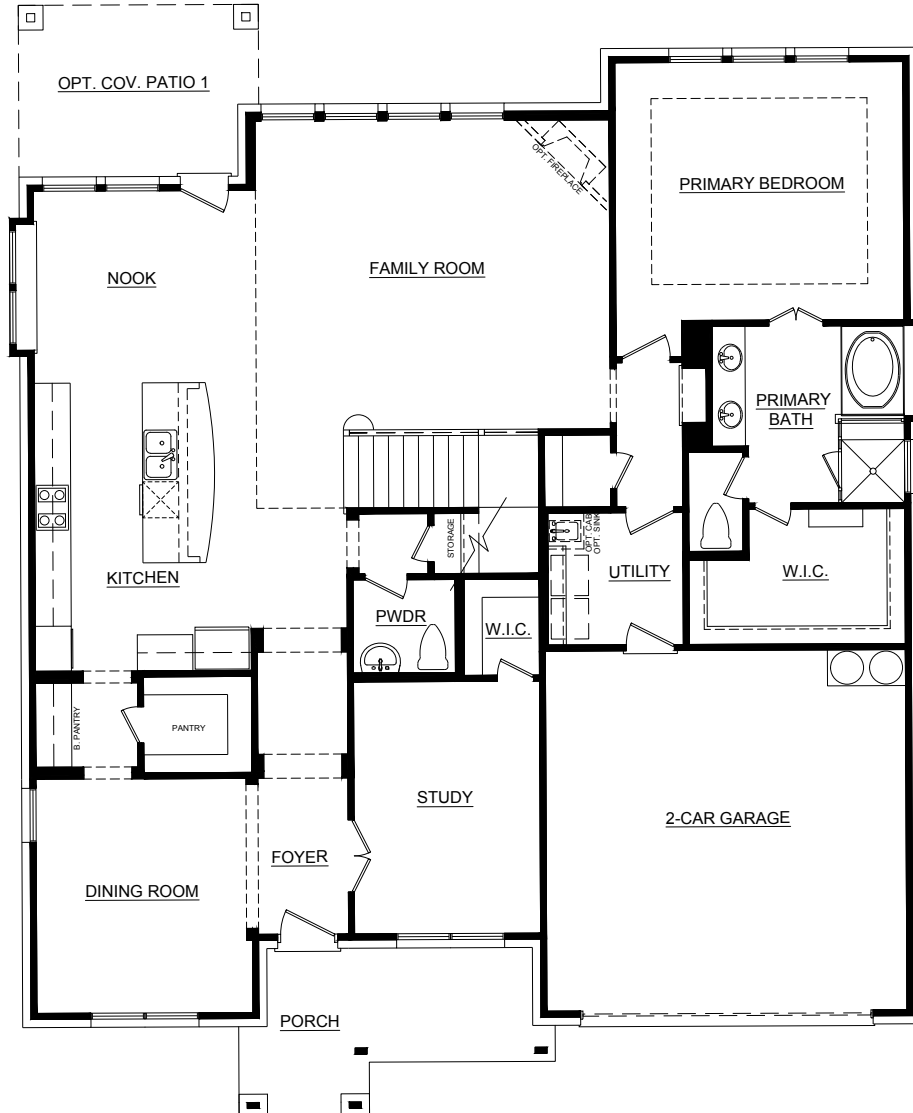 OPT. COV. PATIO 1
OPT. FIREPLACE
PRIMARY BEDROOM
NOOK
FAMILY ROOM
PRIMARY
BATH
STORAGE
OPT. CAB
OPT. SINK
KITCHEN
UTILITY
W.I.C.
PWDR
W.I.C.
B. PANTRY
PANTRY
STUDY
2-CAR GARAGE
FOYER
DINING ROOM
PORCH